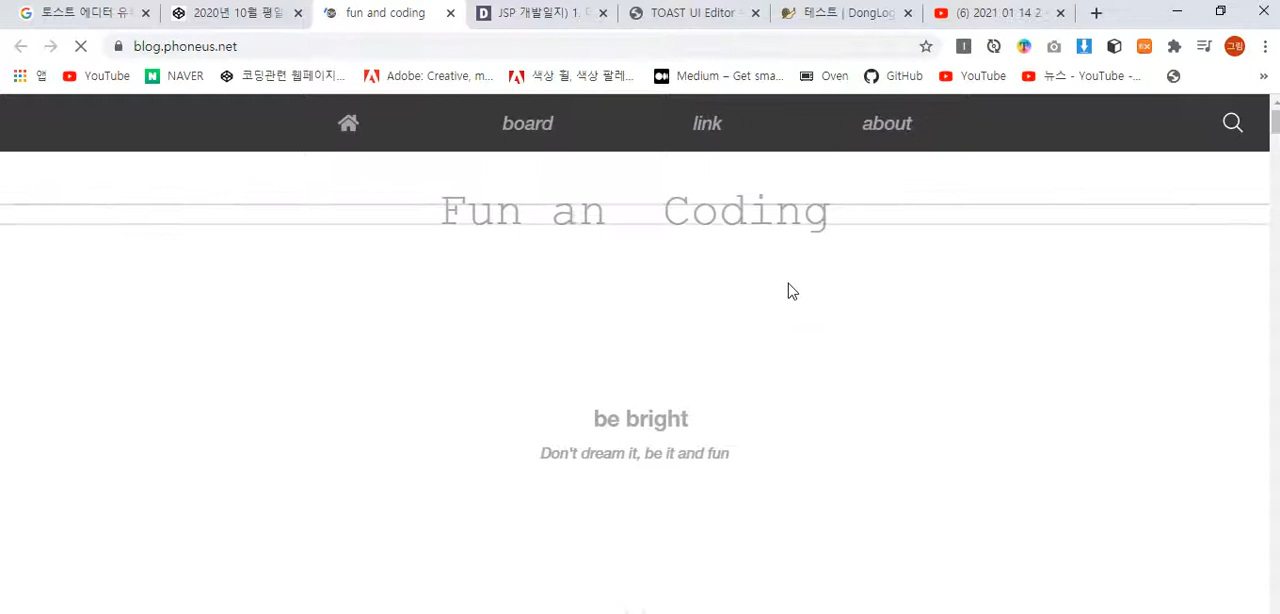 토스트 에디터 유
2020년 10월 평일
fun and coding
JSP 개발일지) 1.
TOAST UI Editor
테스트 | DongLog
(6) 2021 01 14 2
blog.phoneus.net
그림
앱
YouTube
NAVER
코딩관련 웹페이지...
Adobe: Creative, m...
색상 휠, 색상 팔레...
Medium – Get sma...
Oven
GitHub
YouTube
뉴스 - YouTube -...
board
link
about
Fun an Coding
be bright
Don't dream it, be it and fun